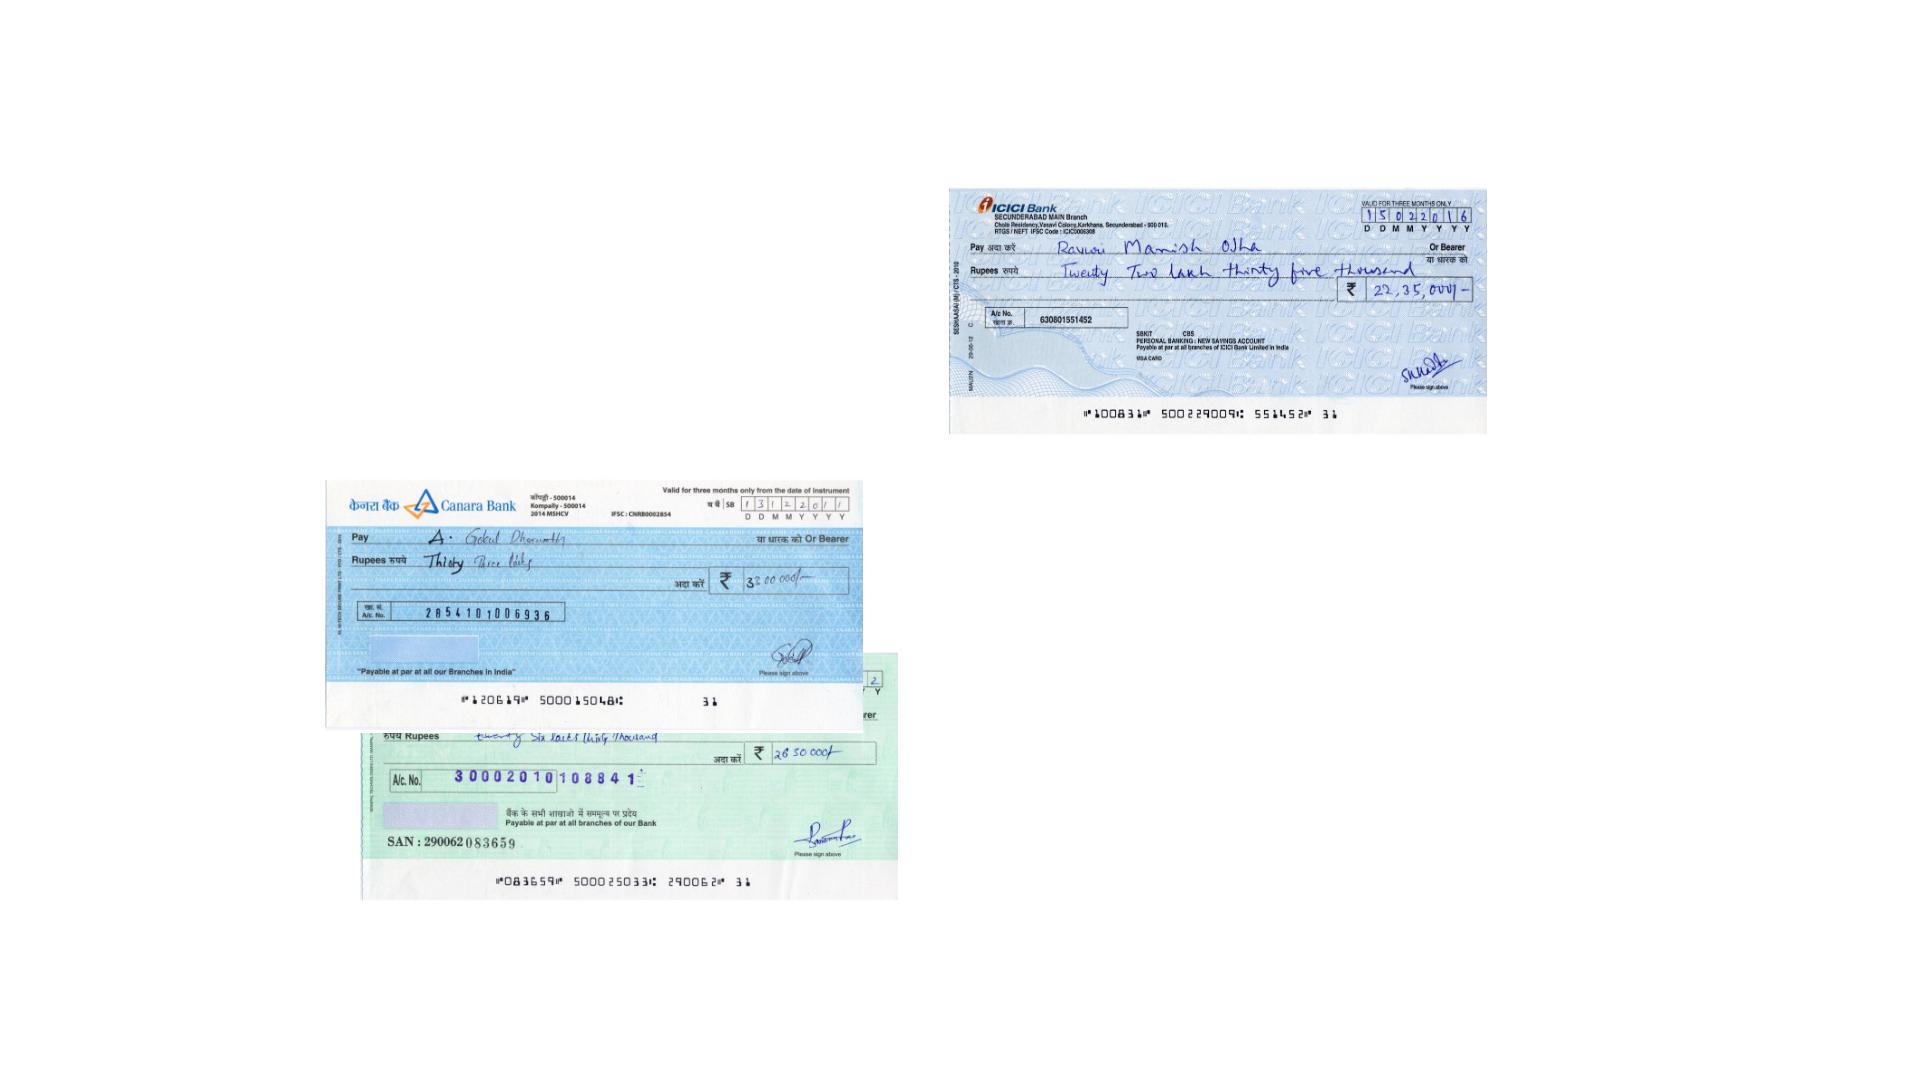 ICICI Bank
SECUNDERABAD MAIN Branch
Chola Residency, Vasavi Colony, Karkhana, Secunderabad - 500 015.
RTGS / NEFT IFSC Code : ICIC0006308
VALID FOR THREE MONTHS ONLY
1 5 0 2 2 0 1 6
D D M M Y Y Y Y
Pay अदा करें Manish Ojha Or Bearer
या धारक को
Rupees रुपये Twenty Two lakh thirty five thousand
₹ 22,35,000/-
A/c No. 630801551452
खाता क्र.
SBKIT CBS
PERSONAL BANKING : NEW SAVINGS ACCOUNT
Payable at par at all branches of ICICI Bank Limited in India
VISA CARD
Please sign above
⑈100831⑈ 500229009⑆ 551452⑈ 31
केनरा बैंक Canara Bank
कोंपल्ली - 500014
Kompally - 500014
2014 MSHCV IFSC : CNRB0002854
Valid for three months only from the date of instrument
ब बैं SB 1 3 1 2 2 0 1 1
D D M M Y Y Y Y
Pay A. Gokul या धारक को Or Bearer
Rupees रुपये Thirty Three lakhs
अदा करें ₹ 3300000/-
खा. सं.
A/c. No. 2854101006936
"Payable at par at all our Branches in India"
Please sign above
⑈120619⑈ 500015048⑆ 31
2
Y
rer
रुपये Rupees twenty Six lacks thirty Thousand
अदा करें ₹ 2630000/-
A/c. No. 30002010108841
बैंक के सभी शाखाओं में सममूल्य पर प्रदेय
Payable at par at all branches of our Bank
SAN : 290062083659
Please sign above
⑈083659⑈ 500025033⑆ 290062⑈ 31